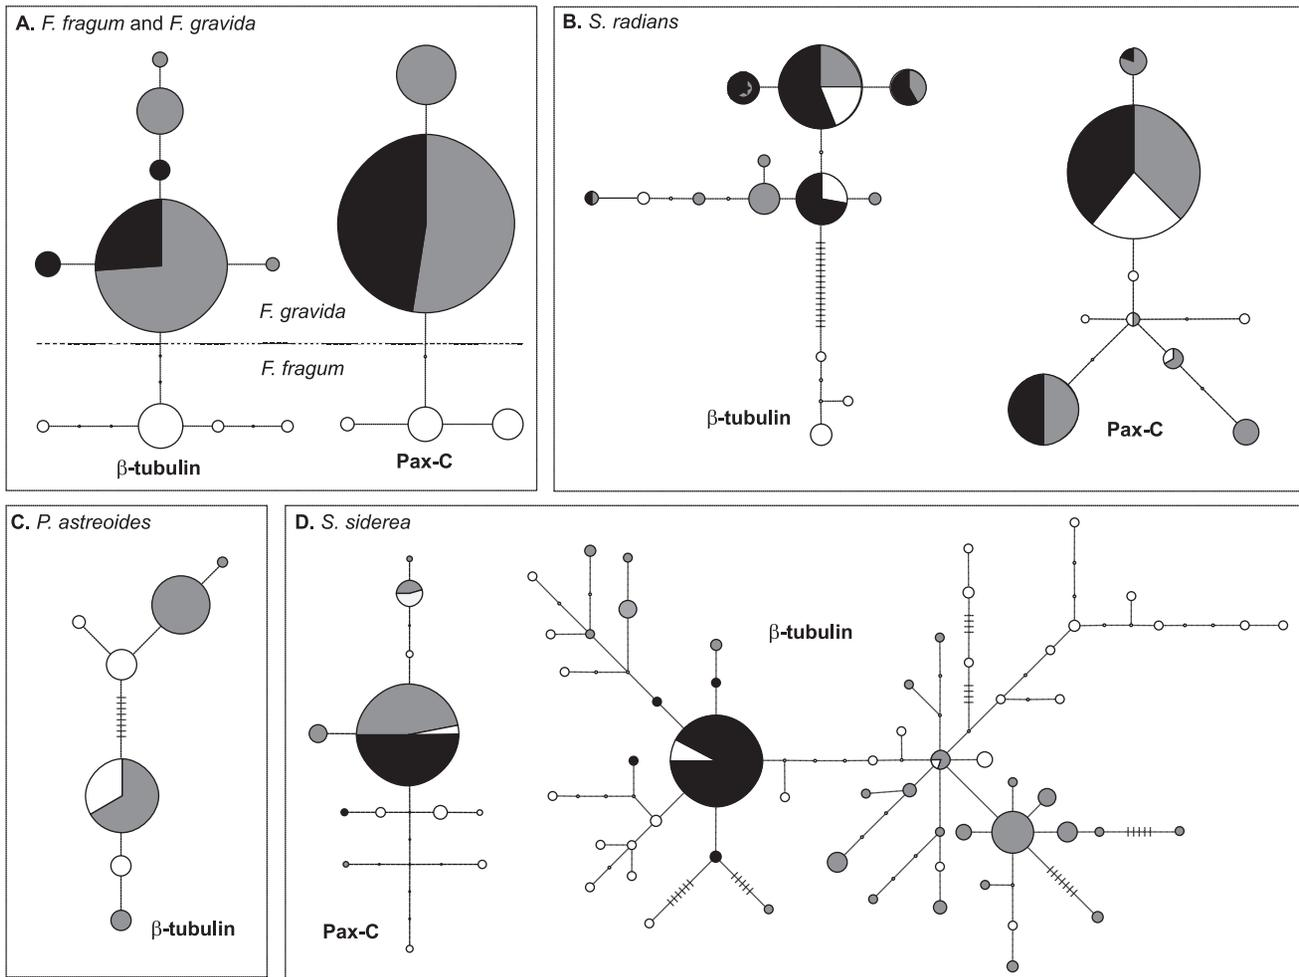 A. F. fragum and F. gravida
F. gravida
F. fragum
β-tubulin
Pax-C
B. S. radians
β-tubulin
Pax-C
C. P. astreoides
β-tubulin
D. S. siderea
β-tubulin
Pax-C